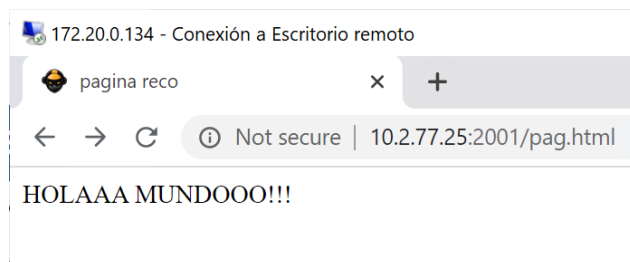 172.20.0.134 - Conexión a Escritorio remoto
pagina reco
Not secure | 10.2.77.25:2001/pag.html
HOLAAA MUNDOOO!!!